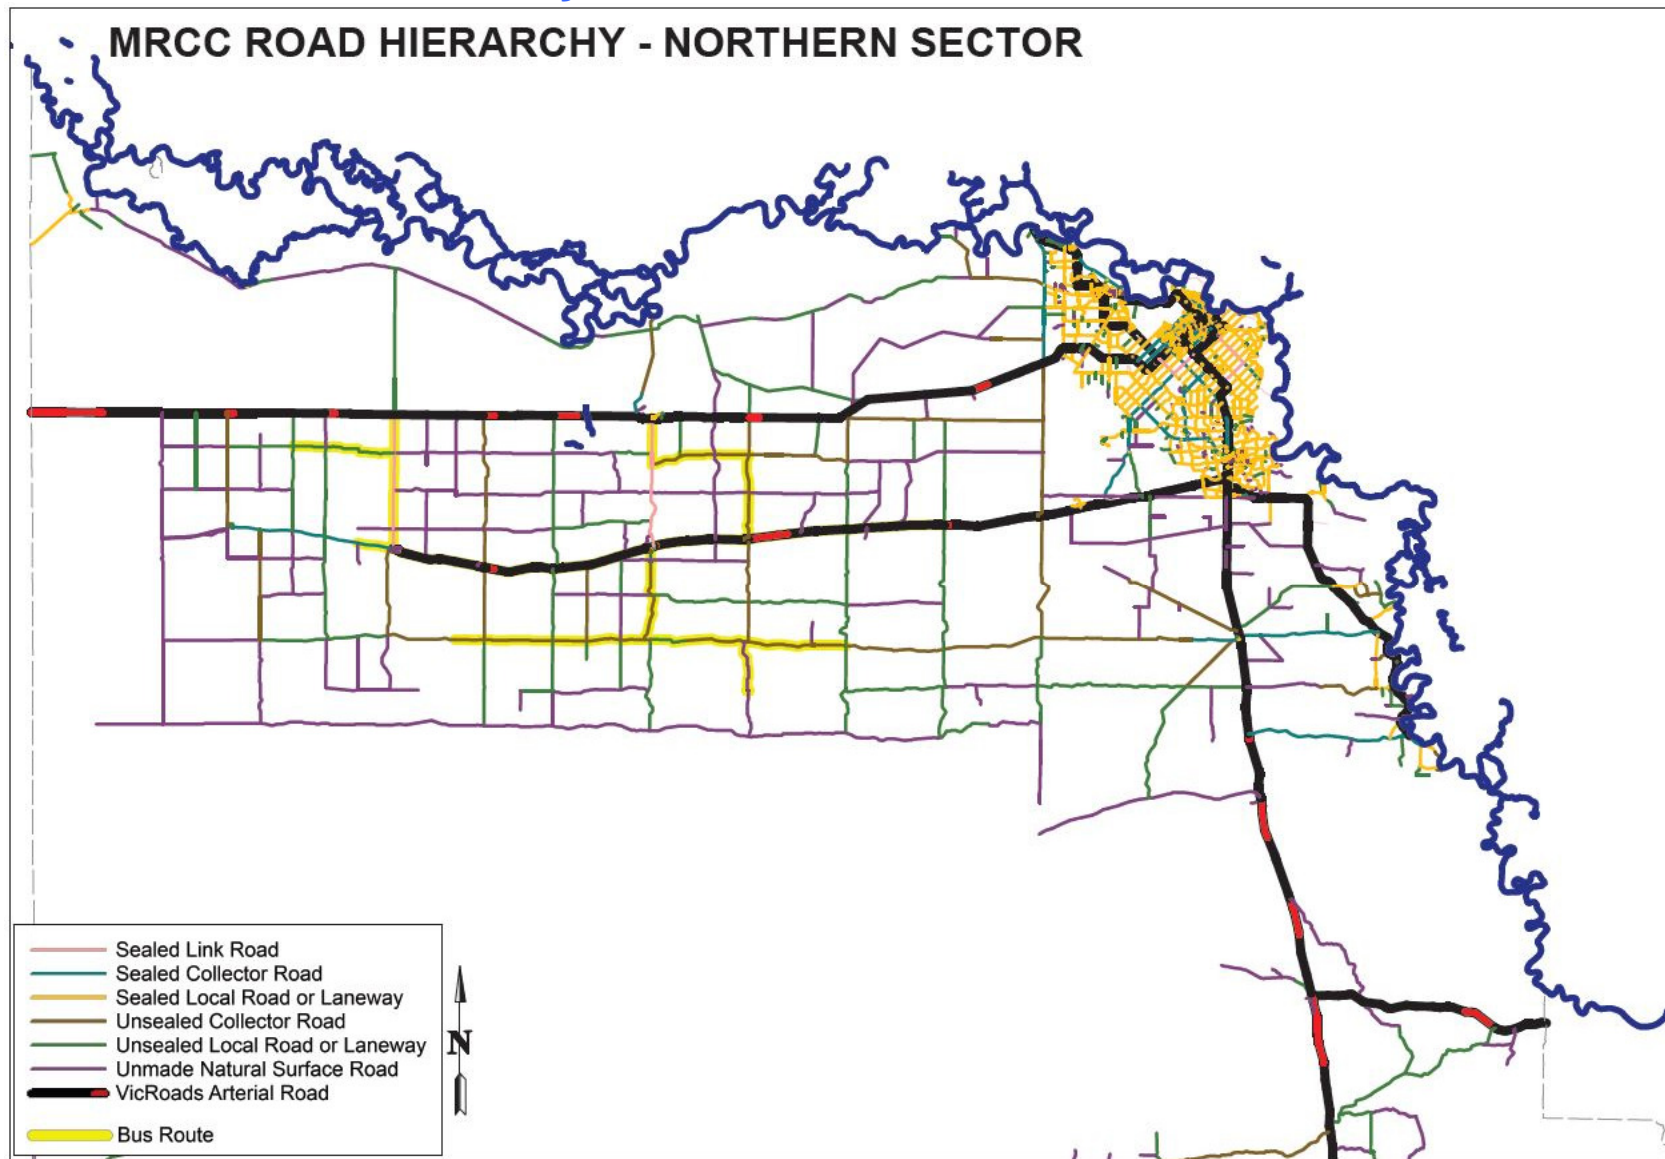 MRCC ROAD HIERARCHY - NORTHERN SECTOR
Sealed Link Road
Sealed Collector Road
Sealed Local Road or Laneway
Unsealed Collector Road
Unsealed Local Road or Laneway
Unmade Natural Surface Road
VicRoads Arterial Road
Bus Route
N